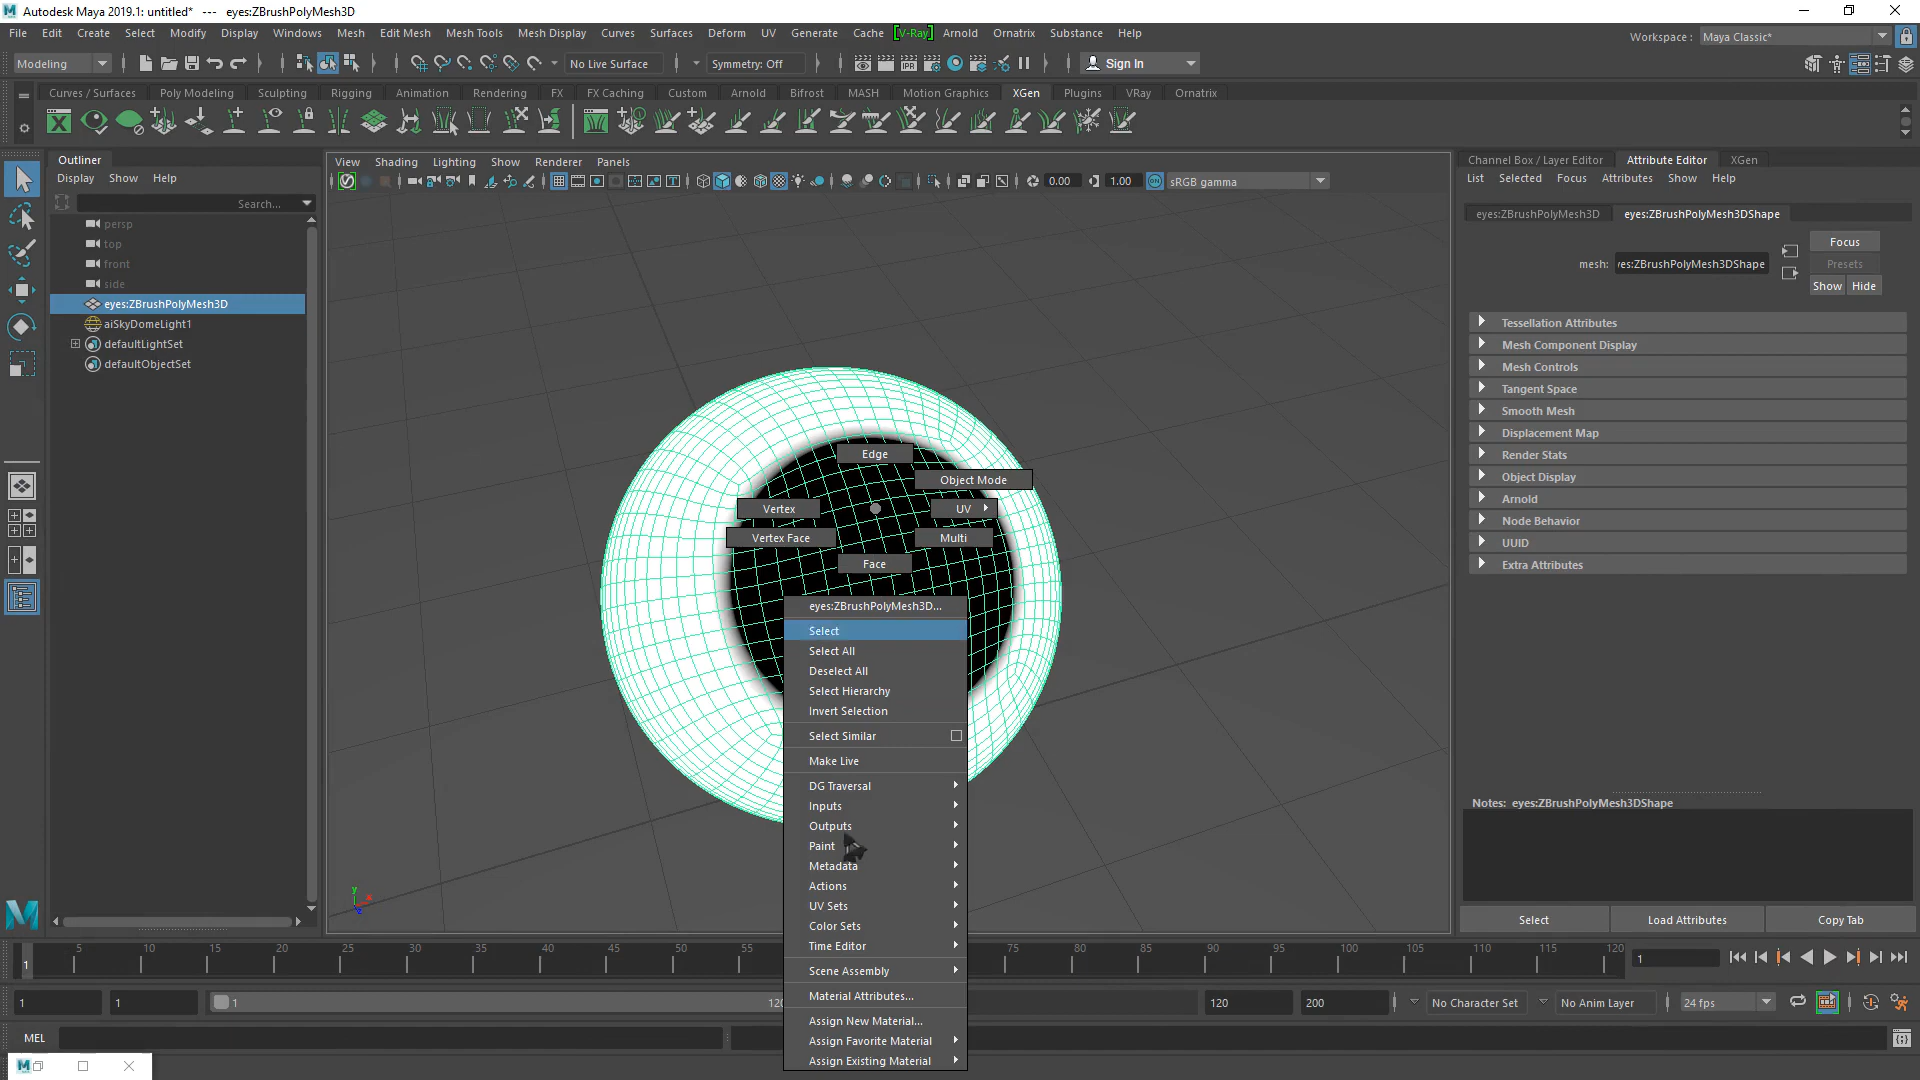 Autodesk Maya 2019.1: untitled* --- eyes:ZBrushPolyMesh3D
File Edit Create Select Modify Display Windows Mesh Edit Mesh Mesh Tools Mesh Display Curves Surfaces Deform UV Generate Cache [V-Ray] Arnold Ornatrix Substance Help
Workspace : Maya Classic*
Modeling No Live Surface Symmetry: Off Sign In
Curves / Surfaces Poly Modeling Sculpting Rigging Animation Rendering FX FX Caching Custom Arnold Bifrost MASH Motion Graphics XGen Plugins VRay Ornatrix
Outliner
Display Show Help
Search...
persp
top
front
side
eyes:ZBrushPolyMesh3D
aiSkyDomeLight1
defaultLightSet
defaultObjectSet
View Shading Lighting Show Renderer Panels
0.00 1.00 sRGB gamma
Edge
Object Mode
Vertex
UV
Vertex Face
Multi
Face
eyes:ZBrushPolyMesh3D...
Select
Select All
Deselect All
Select Hierarchy
Invert Selection
Select Similar
Make Live
DG Traversal
Inputs
Outputs
Paint
Metadata
Actions
UV Sets
Color Sets
Time Editor
Scene Assembly
Material Attributes...
Assign New Material...
Assign Favorite Material
Assign Existing Material
Channel Box / Layer Editor Attribute Editor XGen
List Selected Focus Attributes Show Help
eyes:ZBrushPolyMesh3D eyes:ZBrushPolyMesh3DShape
Focus
mesh: yes:ZBrushPolyMesh3DShape
Presets
Show Hide
Tessellation Attributes
Mesh Component Display
Mesh Controls
Tangent Space
Smooth Mesh
Displacement Map
Render Stats
Object Display
Arnold
Node Behavior
UUID
Extra Attributes
Notes: eyes:ZBrushPolyMesh3DShape
Select Load Attributes Copy Tab
y
5 10 15 20 25 30 35 40 45 50 55 75 80 85 90 95 100 105 110 115 120
1 1
1 1 1 120 120 200 No Character Set No Anim Layer 24 fps
MEL